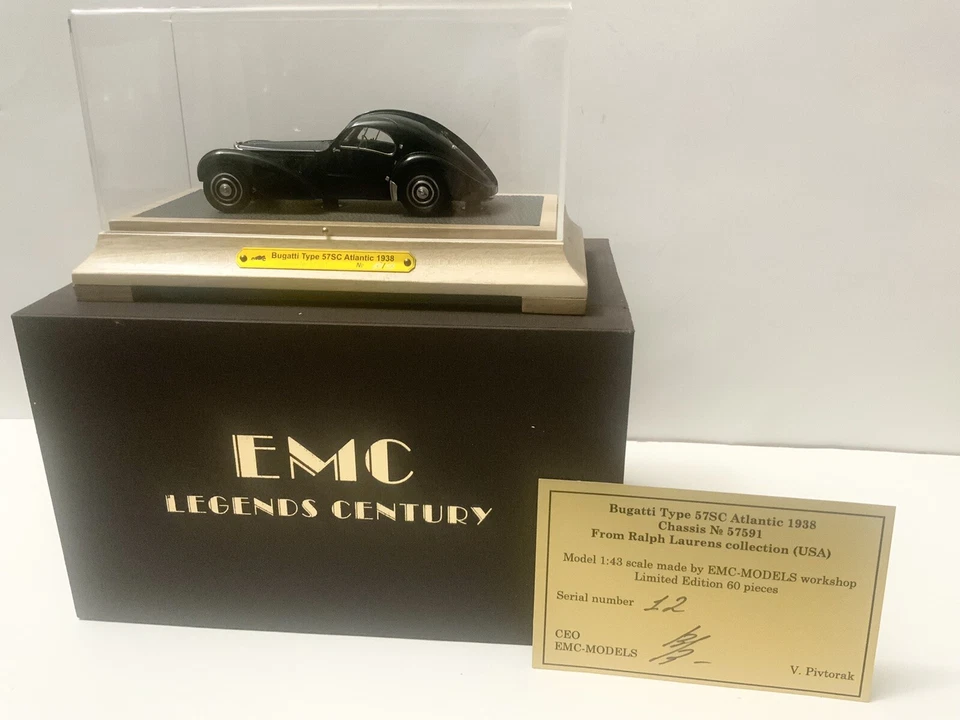 Bugatti Type 57SC Atlantic 1938
№
EMC
LEGENDS CENTURY
Bugatti Type 57SC Atlantic 1938
Chassis № 57591
From Ralph Laurens collection (USA)
Model 1:43 scale made by EMC-MODELS workshop
Limited Edition 60 pieces
Serial number 12
CEO
EMC-MODELS
V. Pivtorak